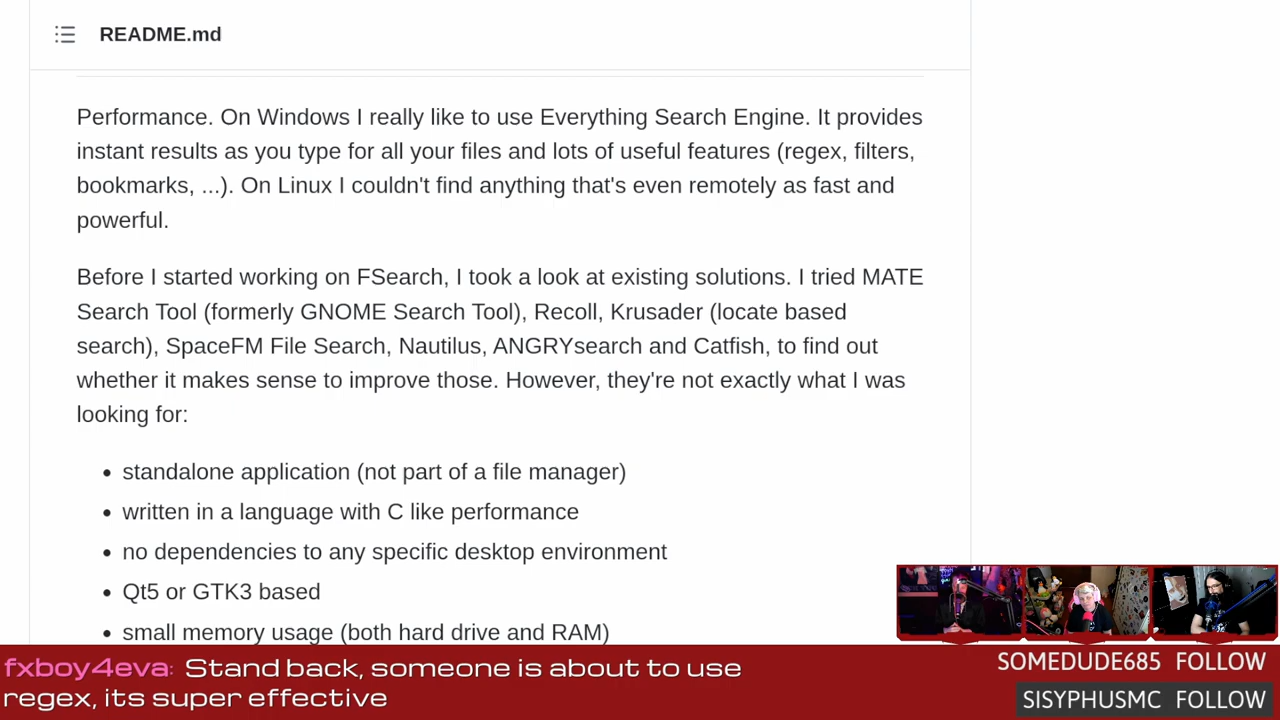 README.md
Performance. On Windows I really like to use Everything Search Engine. It provides
instant results as you type for all your files and lots of useful features (regex, filters,
bookmarks, ...). On Linux I couldn't find anything that's even remotely as fast and
powerful.
Before I started working on FSearch, I took a look at existing solutions. I tried MATE
Search Tool (formerly GNOME Search Tool), Recoll, Krusader (locate based
search), SpaceFM File Search, Nautilus, ANGRYsearch and Catfish, to find out
whether it makes sense to improve those. However, they're not exactly what I was
looking for:
• standalone application (not part of a file manager)
• written in a language with C like performance
• no dependencies to any specific desktop environment
• Qt5 or GTK3 based
• small memory usage (both hard drive and RAM)
fxboy4eva: Stand back, someone is about to use
regex, its super effective
SOMEDUDE685 FOLLOW
SISYPHUSMC FOLLOW